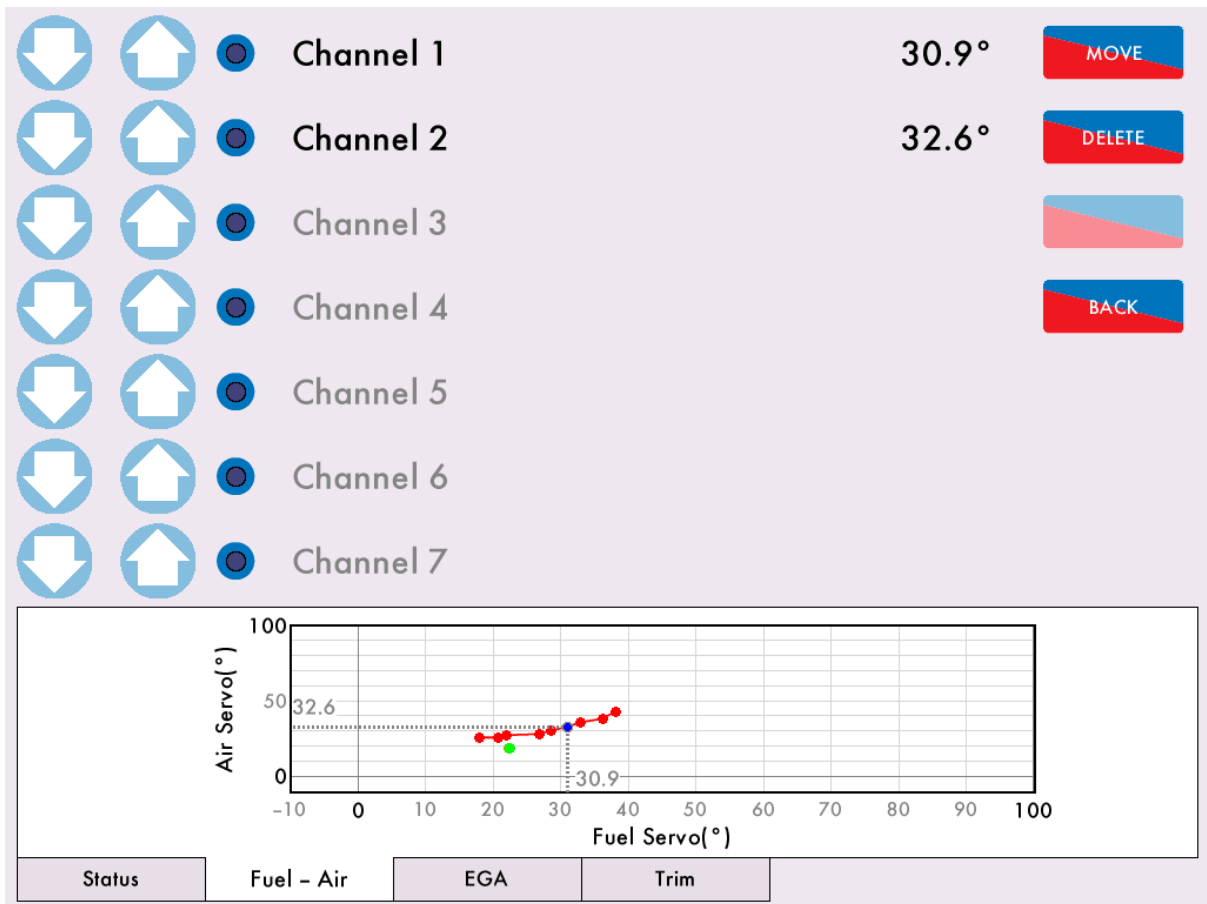 Channel 1 30.9° MOVE
Channel 2 32.6° DELETE
Channel 3
Channel 4 BACK
Channel 5
Channel 6
Channel 7
100
Air Servo(°)
50
32.6
0
30.9
-10 0 10 20 30 40 50 60 70 80 90 100
Fuel Servo(°)
Status Fuel – Air EGA Trim